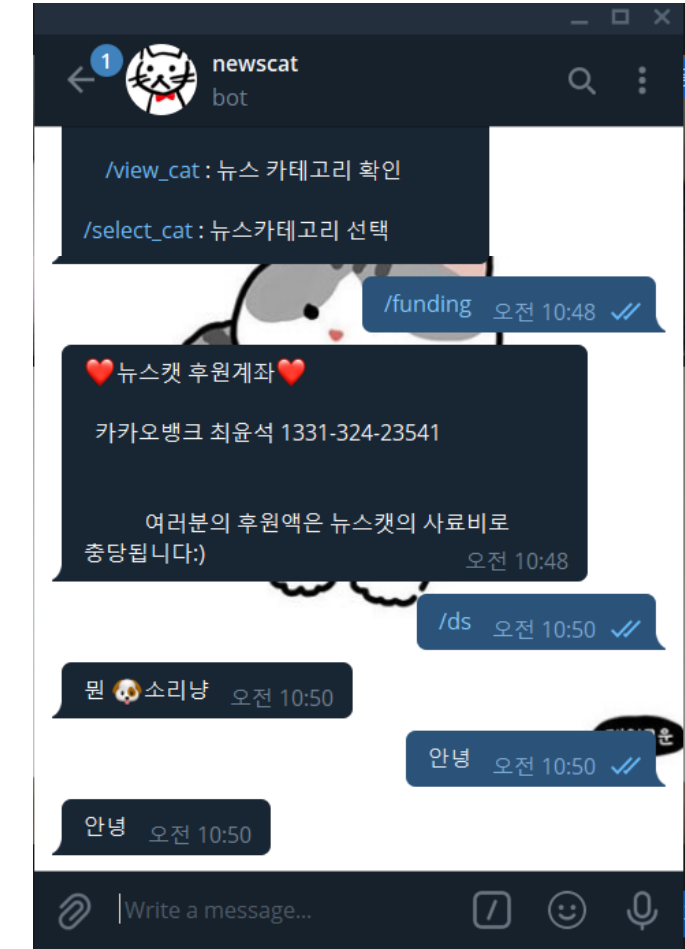 1
newscat
bot
/view_cat : 뉴스 카테고리 확인
/select_cat : 뉴스카테고리 선택
/funding 오전 10:48
❤️뉴스캣 후원계좌❤️
카카오뱅크 최윤석 1331-324-23541
여러분의 후원액은 뉴스캣의 사료비로
충당됩니다:)
오전 10:48
/ds 오전 10:50
뭔 🐶소리냥 오전 10:50
안녕 오전 10:50
안녕 오전 10:50
Write a message...